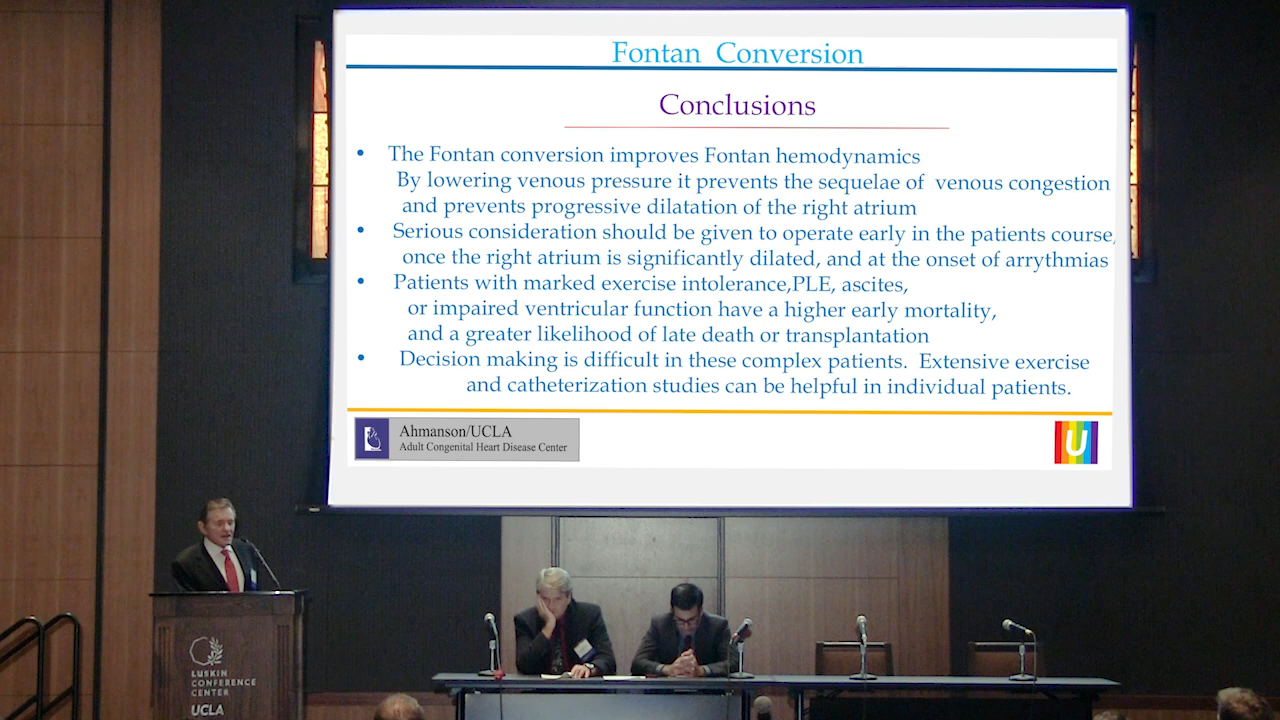 Fontan Conversion
Conclusions
• The Fontan conversion improves Fontan hemodynamics
By lowering venous pressure it prevents the sequelae of venous congestion
and prevents progressive dilatation of the right atrium
• Serious consideration should be given to operate early in the patients course,
once the right atrium is significantly dilated, and at the onset of arrythmias
• Patients with marked exercise intolerance,PLE, ascites,
or impaired ventricular function have a higher early mortality,
and a greater likelihood of late death or transplantation
• Decision making is difficult in these complex patients. Extensive exercise
and catheterization studies can be helpful in individual patients.
Ahmanson/UCLA
Adult Congenital Heart Disease Center
U
LUSKIN
CONFERENCE
CENTER
UCLA